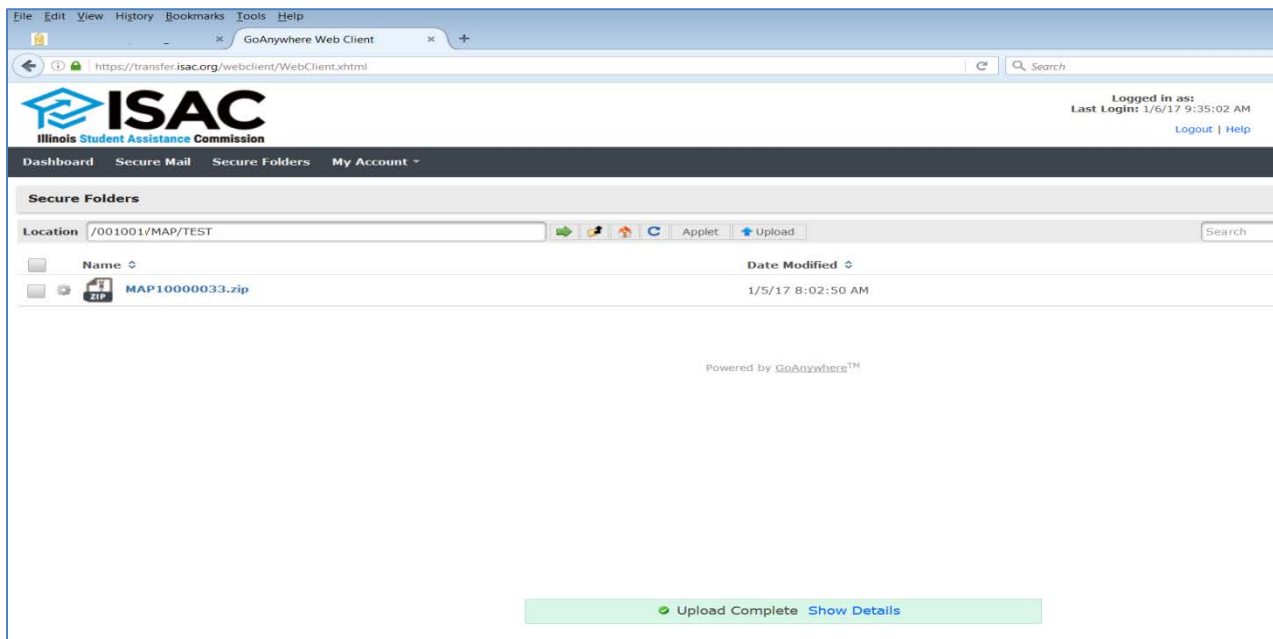 File Edit View History Bookmarks Tools Help
GoAnywhere Web Client
https://transfer.isac.org/webclient/WebClient.xhtml
Search
ISAC
Illinois Student Assistance Commission
Logged in as:
Last Login: 1/6/17 9:35:02 AM
Logout | Help
Dashboard Secure Mail Secure Folders My Account
Secure Folders
Location /001001/MAP/TEST Applet Upload Search
Name Date Modified
ZIP MAP10000033.zip 1/5/17 8:02:50 AM
Powered by GoAnywhere™
Upload Complete Show Details